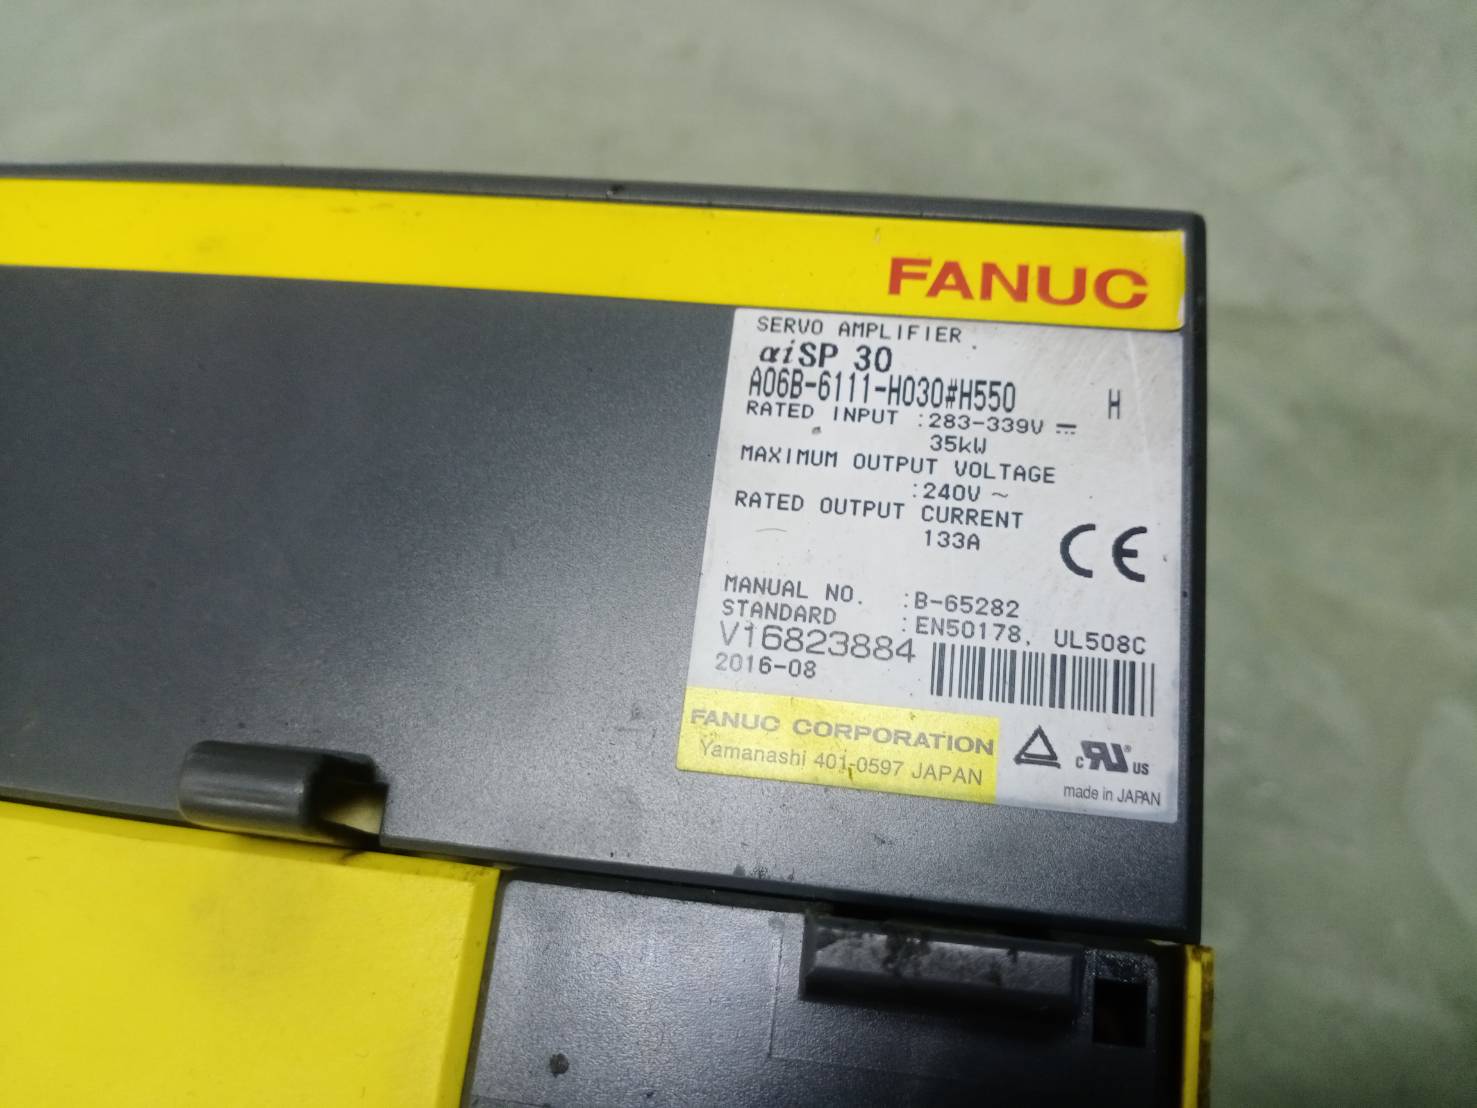 FANUC
SERVO AMPLIFIER
αiSP 30
A06B-6111-H030#H550 H
RATED INPUT :283-339V ⎓
35kW
MAXIMUM OUTPUT VOLTAGE
:240V ~
RATED OUTPUT CURRENT
133A
CE
MANUAL NO. :B-65282
STANDARD :EN50178, UL508C
V16823884
2016-08
FANUC CORPORATION
Yamanashi 401-0597 JAPAN
c RU® US
made in JAPAN